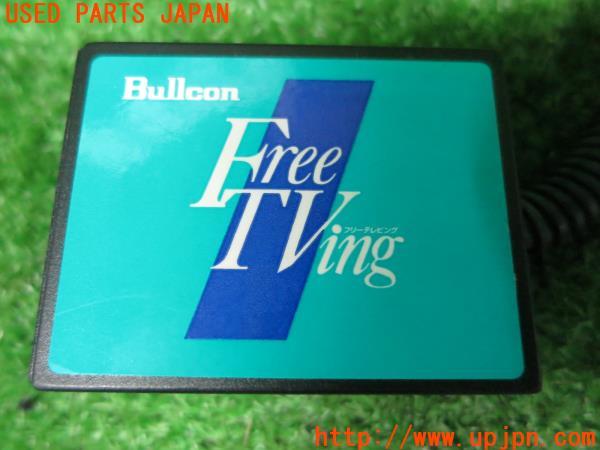 USED PARTS JAPAN
Bullcon
Free
TVing
フリーテレビング
http://www.upjpn.com